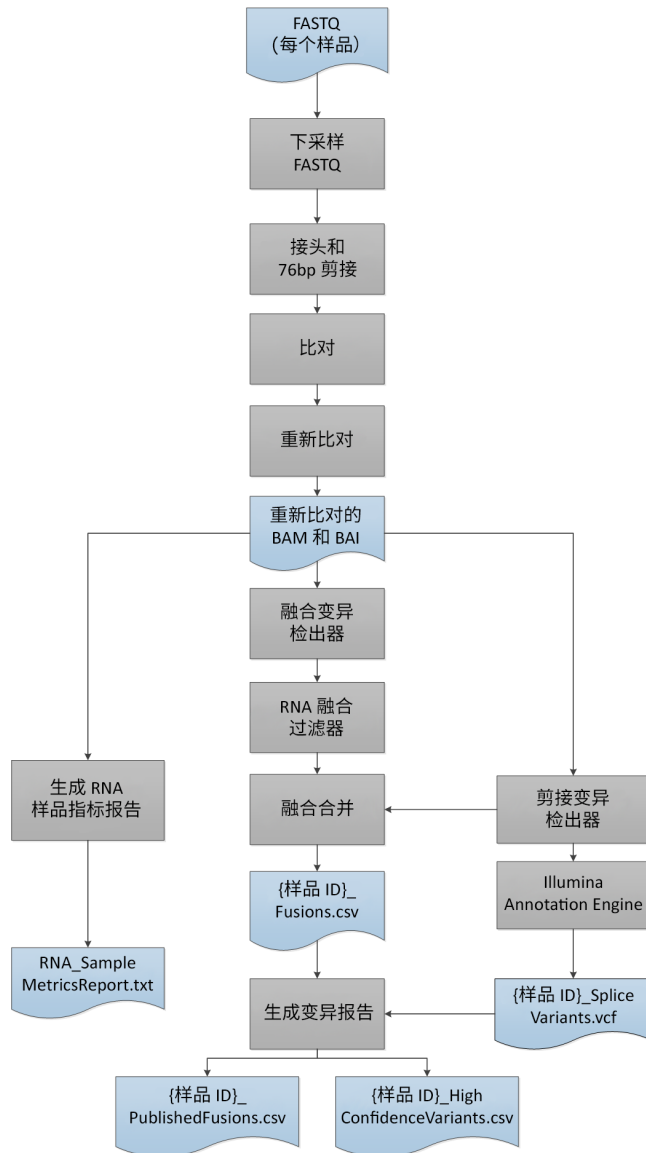 FASTQ
（每个样品）
下采样
FASTQ
接头和
76bp 剪接
比对
重新比对
重新比对的
BAM 和 BAI
融合变异
检出器
RNA 融合
过滤器
生成 RNA
样品指标报告
融合合并
剪接变异
检出器
{样品 ID}_
Fusions.csv
Illumina
Annotation Engine
RNA_Sample
MetricsReport.txt
生成变异报告
{样品 ID}_Splice
Variants.vcf
{样品 ID}_
PublishedFusions.csv
{样品 ID}_High
ConfidenceVariants.csv